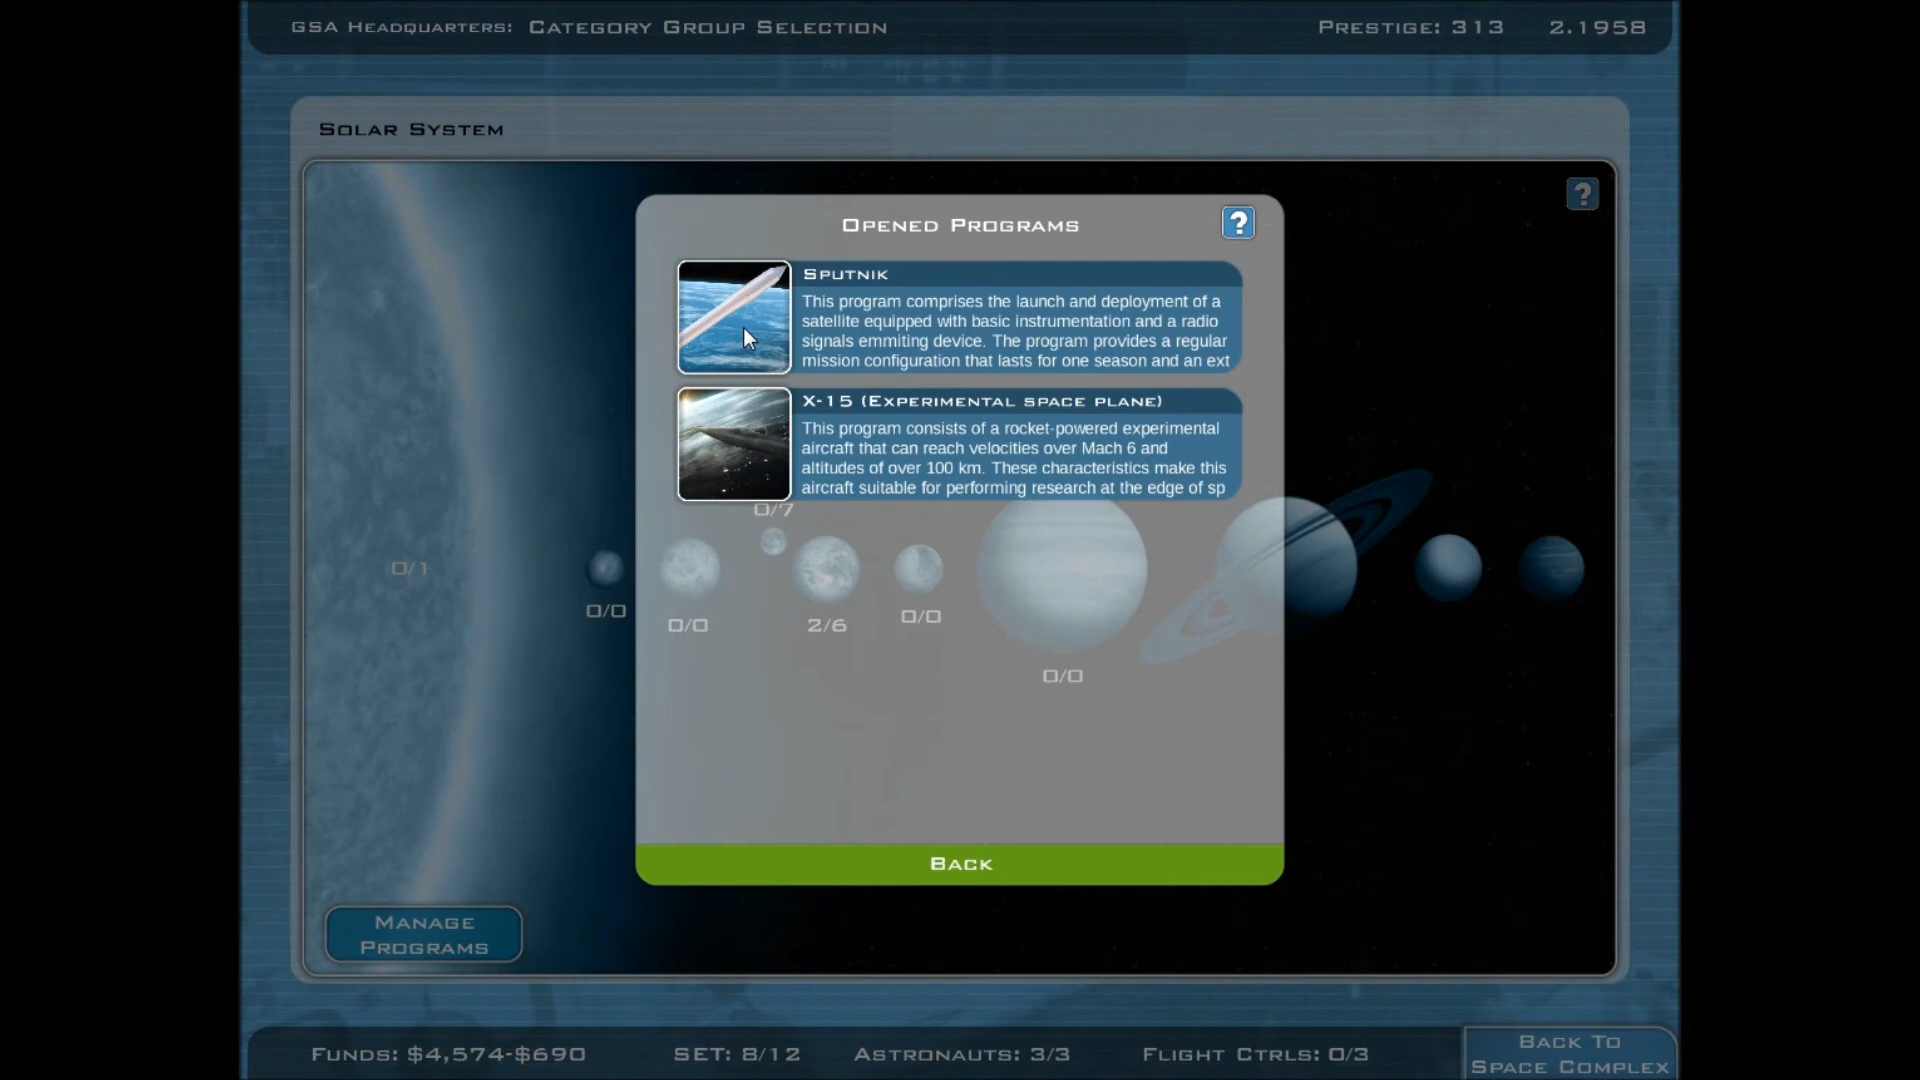 GSA Headquarters: Category Group Selection
Prestige: 313
2.1958
Solar System
?
Opened Programs
?
Sputnik
This program comprises the launch and deployment of a
satellite equipped with basic instrumentation and a radio
signals emmiting device. The program provides a regular
mission configuration that lasts for one season and an ext
X-15 (Experimental space plane)
This program consists of a rocket-powered experimental
aircraft that can reach velocities over Mach 6 and
altitudes of over 100 km. These characteristics make this
aircraft suitable for performing research at the edge of sp
0/7
0/1
0/0
0/0
2/6
0/0
0/0
Back
Manage
Programs
Funds: $4,574-$690
SET: 8/12
Astronauts: 3/3
Flight Ctrls: 0/3
Back To
Space Complex